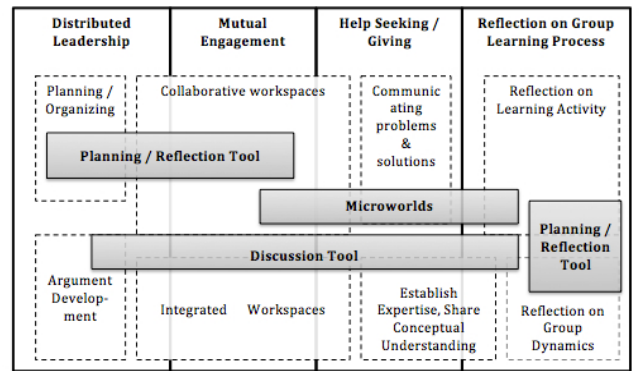 Distributed
Leadership
Mutual
Engagement
Help Seeking /
Giving
Reflection on Group
Learning Process
Planning /
Organizing
Collaborative workspaces
Communic
ating
problems
&
solutions
Reflection on
Learning Activity
Planning / Reflection Tool
Microworlds
Planning /
Reflection
Tool
Discussion Tool
Argument
Develop-
ment
Integrated Workspaces
Establish
Expertise, Share
Conceptual
Understanding
Reflection on
Group
Dynamics